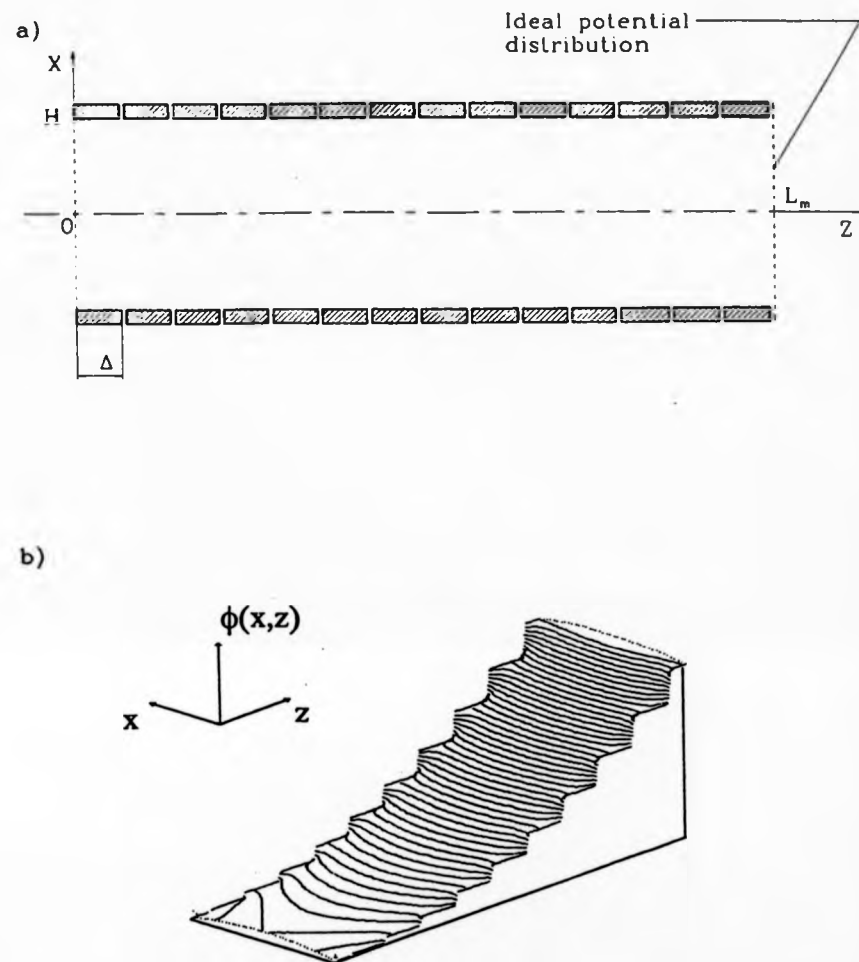 Ideal potential
distribution
a)
X
H
L_m
0
Z
Δ
b)
ϕ(x,z)
x
z